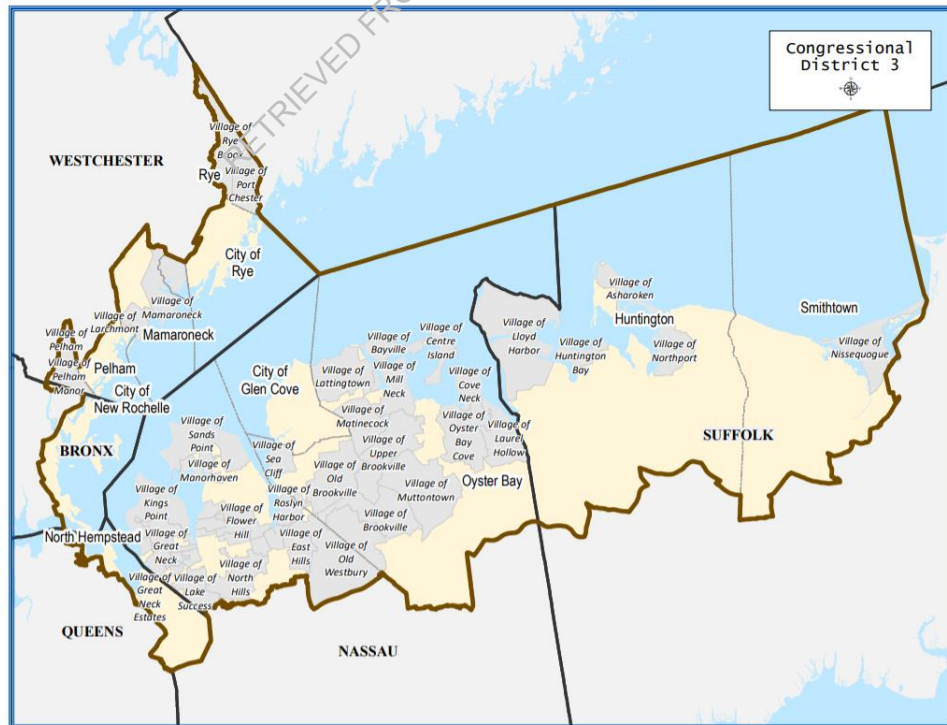 RETRIEVED FRO
Congressional
District 3
WESTCHESTER
Village of
Rye
Brook
Rye
Village of
Port
Chester
City of
Rye
Village of
Mamaroneck
Village of
Larchmont
Mamaroneck
Village of
Pelham
Pelham
Village of
Pelham
Manor
City of
New Rochelle
BRONX
City of
Glen Cove
Village of
Lattingtown
Village of
Bayville
Village of
Mill
Neck
Village of
Centre
Island
Village of
Cove
Neck
Village of
Lloyd
Harbor
Village of
Huntington
Bay
Village of
Asharoken
Huntington
Village of
Northport
Smithtown
Village of
Nissequogue
SUFFOLK
Village of
Sands
Point
Village of
Manorhaven
Village of
Sea
Cliff
Village of
Matinecock
Village of
Upper
Brookville
Village of
Oyster
Bay
Cove
Village of
Laurel
Hollow
Oyster Bay
Village of
Old
Brookville
Village of
Muttontown
Village of
Brookville
Village of
Kings
Point
Village of
Great
Neck
Village of
Flower
Hill
Village of
Roslyn
Harbor
Village of
East
Hills
Village of
Old
Westbury
North Hempstead
Village of
Great
Neck
Estates
Village of
Lake
Success
Village of
North
Hills
QUEENS
NASSAU